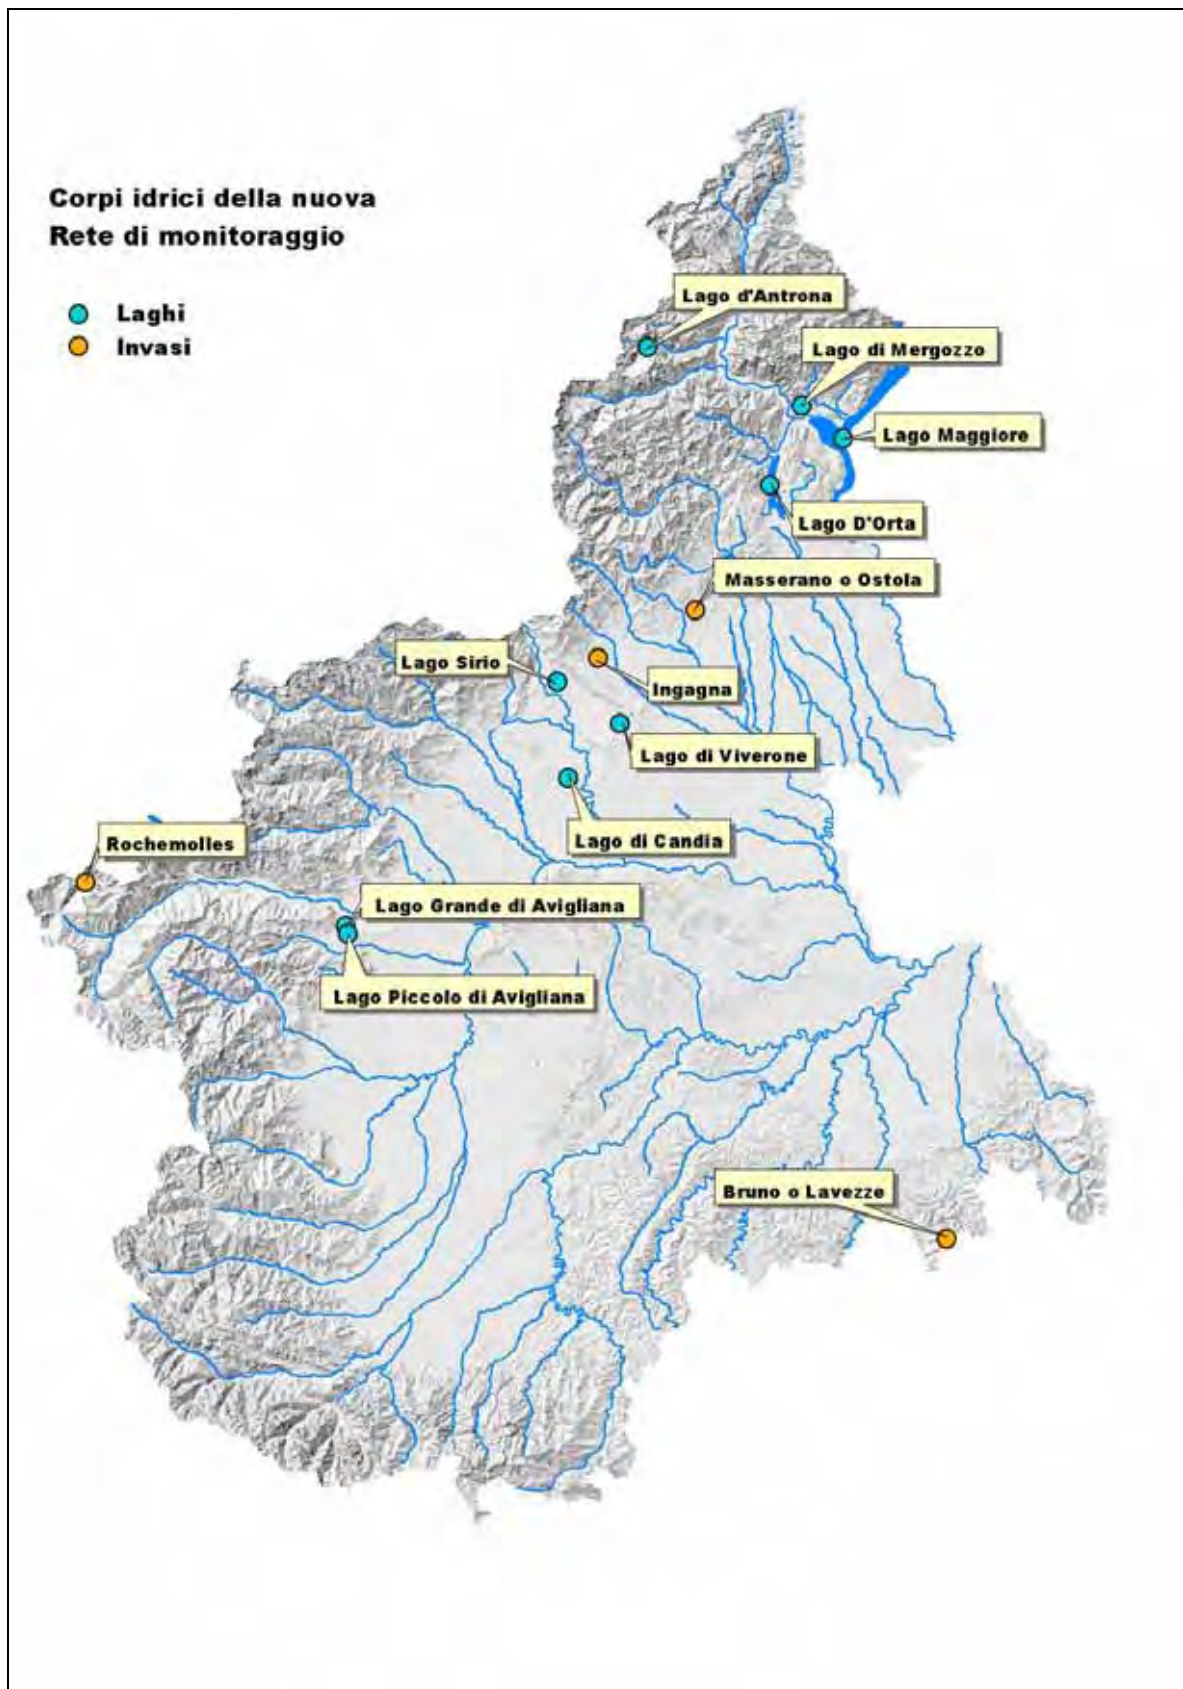 Corpi idrici della nuova
Rete di monitoraggio
Laghi
Invasi
Lago d'Antrona
Lago di Mergozzo
Lago Maggiore
Lago D'Orta
Masserano o Ostola
Lago Sirio
Ingagna
Lago di Viverone
Lago di Candia
Rochemolles
Lago Grande di Avigliana
Lago Piccolo di Avigliana
Bruno o Lavezze